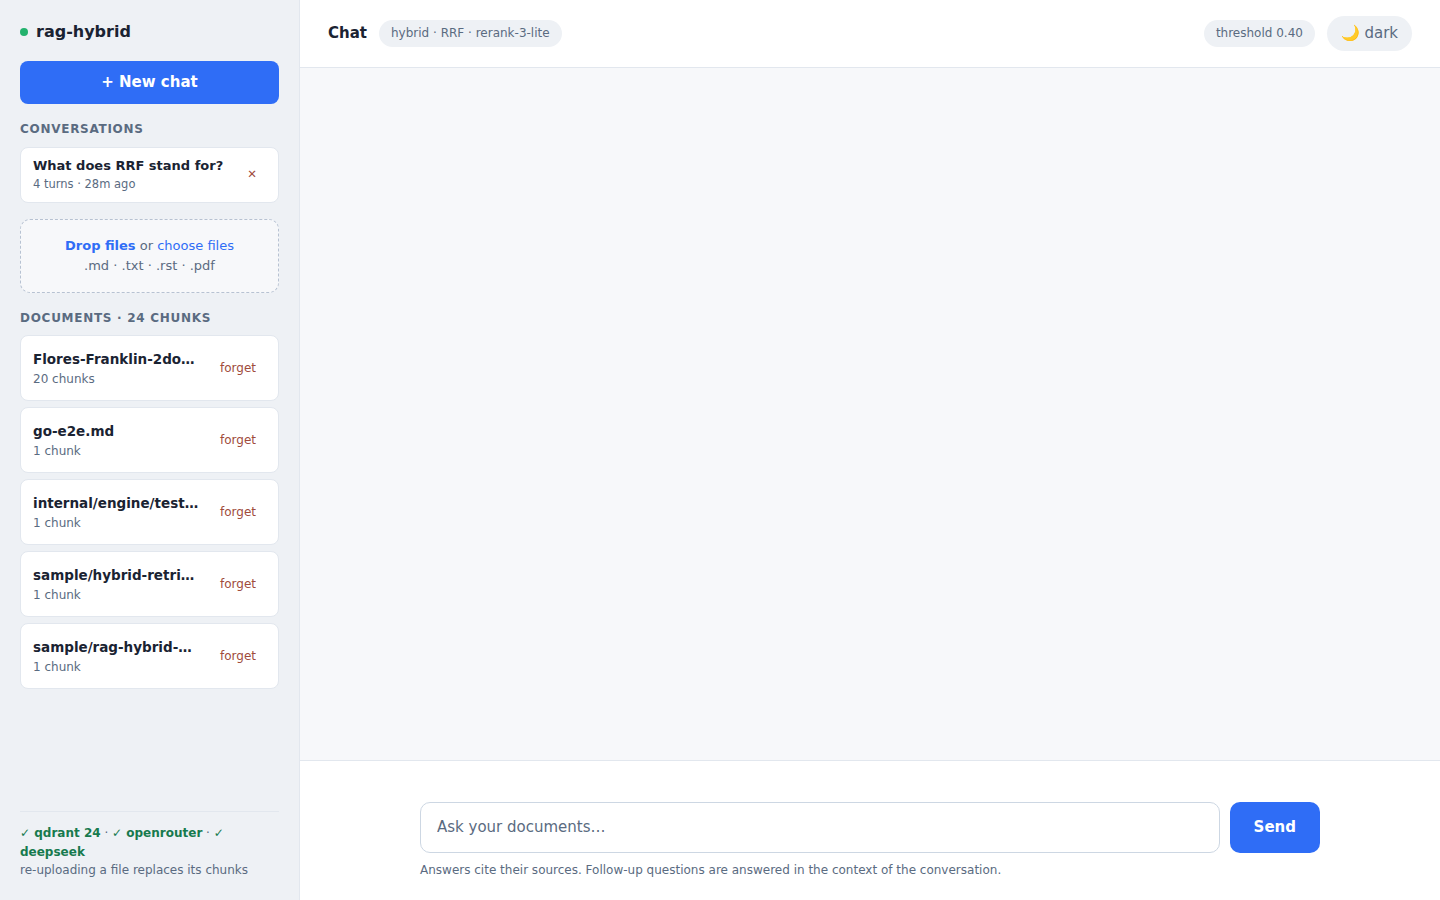 rag-hybrid
+ New chat
CONVERSATIONS
What does RRF stand for?
4 turns · 28m ago
×
Drop files or choose files
.md · .txt · .rst · .pdf
DOCUMENTS · 24 CHUNKS
Flores-Franklin-2do…
20 chunks
forget
go-e2e.md
1 chunk
forget
internal/engine/test…
1 chunk
forget
sample/hybrid-retri…
1 chunk
forget
sample/rag-hybrid-…
1 chunk
forget
✓ qdrant 24 · ✓ openrouter · ✓
deepseek
re-uploading a file replaces its chunks
Chat
hybrid · RRF · rerank-3-lite
threshold 0.40
🌙 dark
Ask your documents…
Send
Answers cite their sources. Follow-up questions are answered in the context of the conversation.